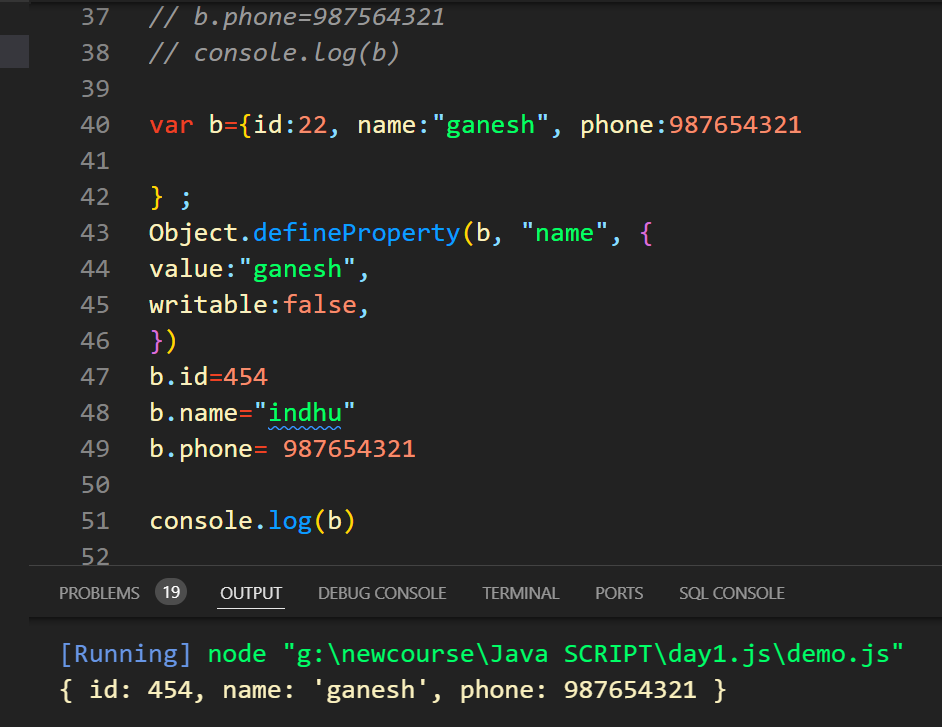 37 // b.phone=987564321
38 // console.log(b)
39
40 var b={id:22, name:"ganesh", phone:987654321
41
42 } ;
43 Object.defineProperty(b, "name", {
44 value:"ganesh",
45 writable:false,
46 })
47 b.id=454
48 b.name="indhu"
49 b.phone= 987654321
50
51 console.log(b)
52
PROBLEMS 19 OUTPUT DEBUG CONSOLE TERMINAL PORTS SQL CONSOLE
[Running] node "g:\newcourse\Java SCRIPT\day1.js\demo.js"
{ id: 454, name: 'ganesh', phone: 987654321 }